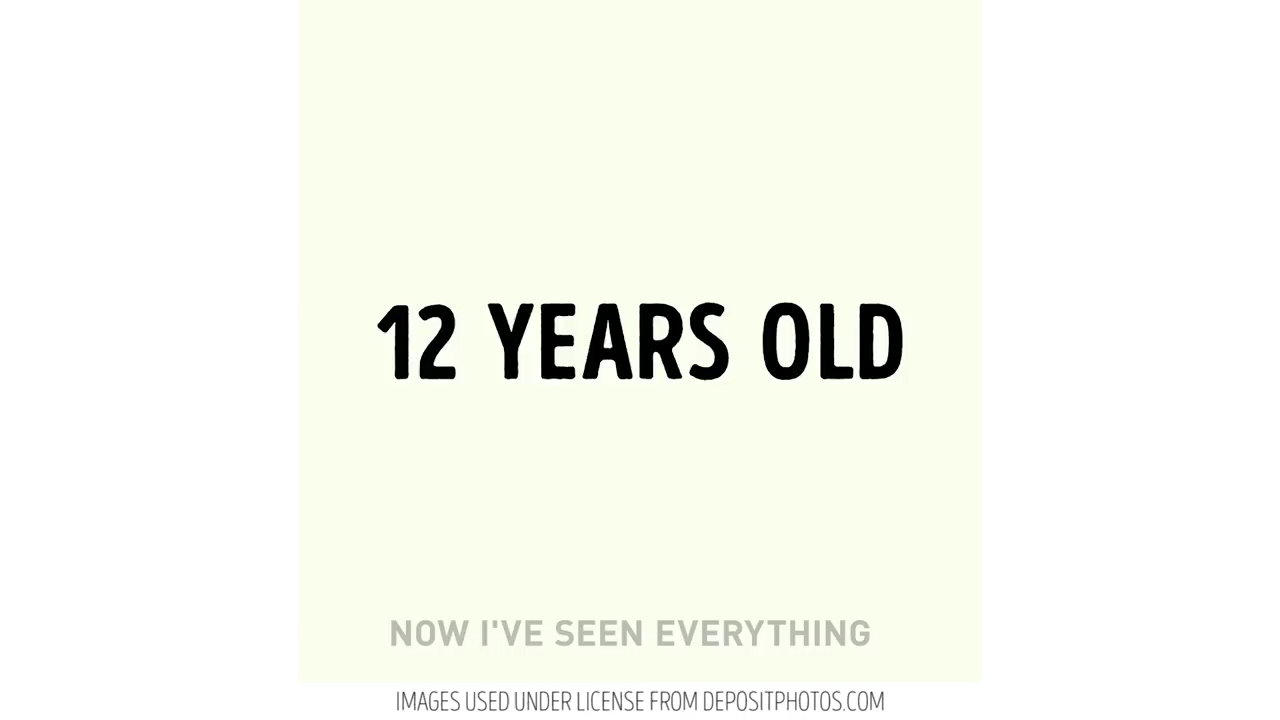 12 YEARS OLD
NOW I'VE SEEN EVERYTHING
IMAGES USED UNDER LICENSE FROM DEPOSITPHOTOS.COM